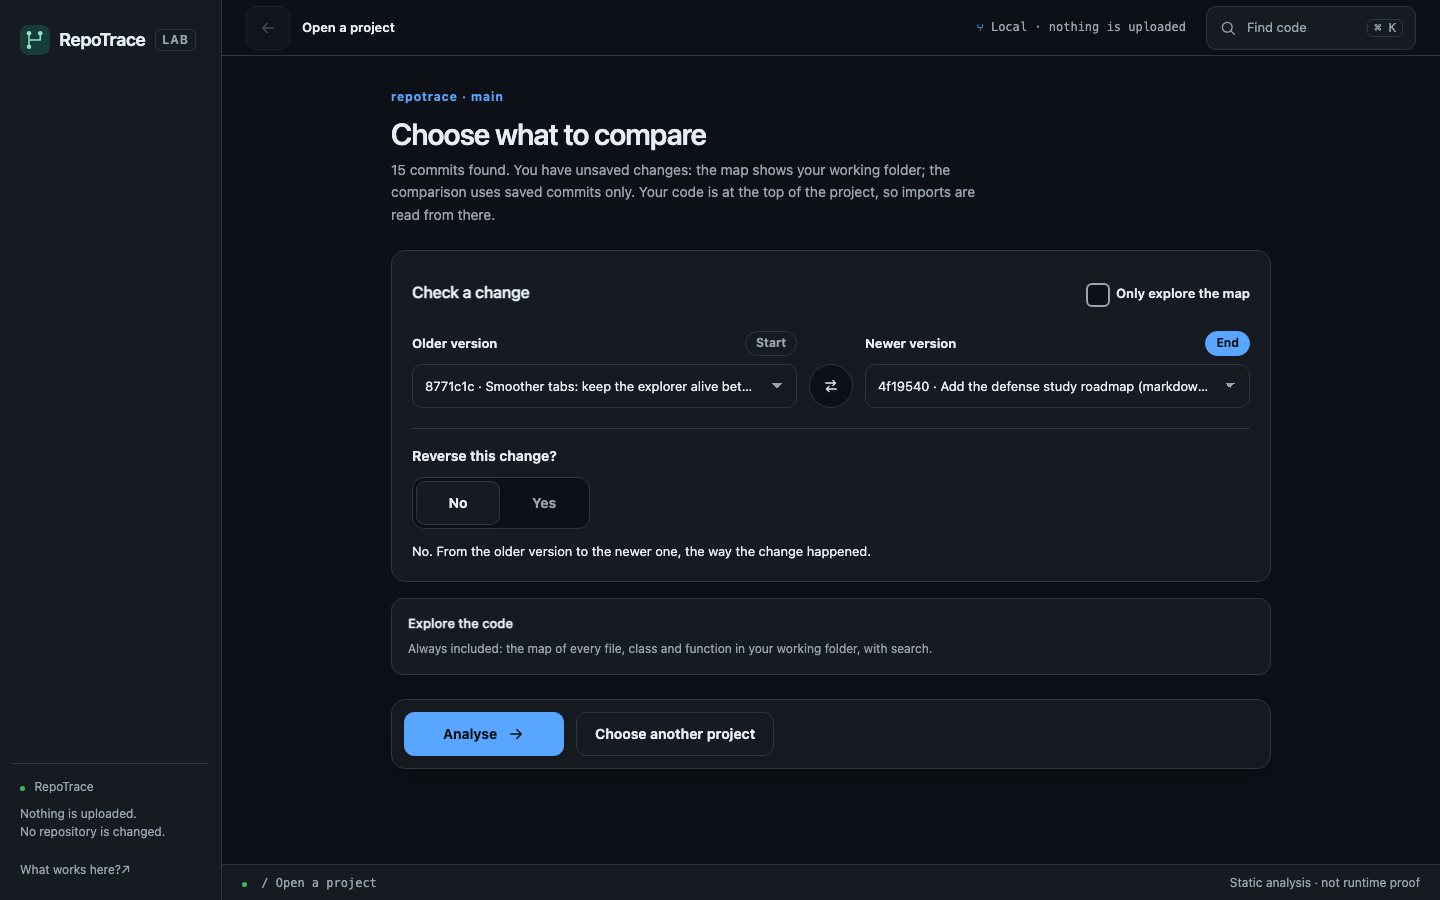 RepoTrace LAB
Open a project
Local · nothing is uploaded
Find code
⌘ K
repotrace · main
Choose what to compare
15 commits found. You have unsaved changes: the map shows your working folder; the
comparison uses saved commits only. Your code is at the top of the project, so imports are
read from there.
Check a change
Only explore the map
Older version
Start
Newer version
End
8771c1c · Smoother tabs: keep the explorer alive bet...
4f19540 · Add the defense study roadmap (markdow...
Reverse this change?
No
Yes
No. From the older version to the newer one, the way the change happened.
Explore the code
Always included: the map of every file, class and function in your working folder, with search.
Analyse →
Choose another project
RepoTrace
Nothing is uploaded.
No repository is changed.
What works here?↗
/ Open a project
Static analysis · not runtime proof